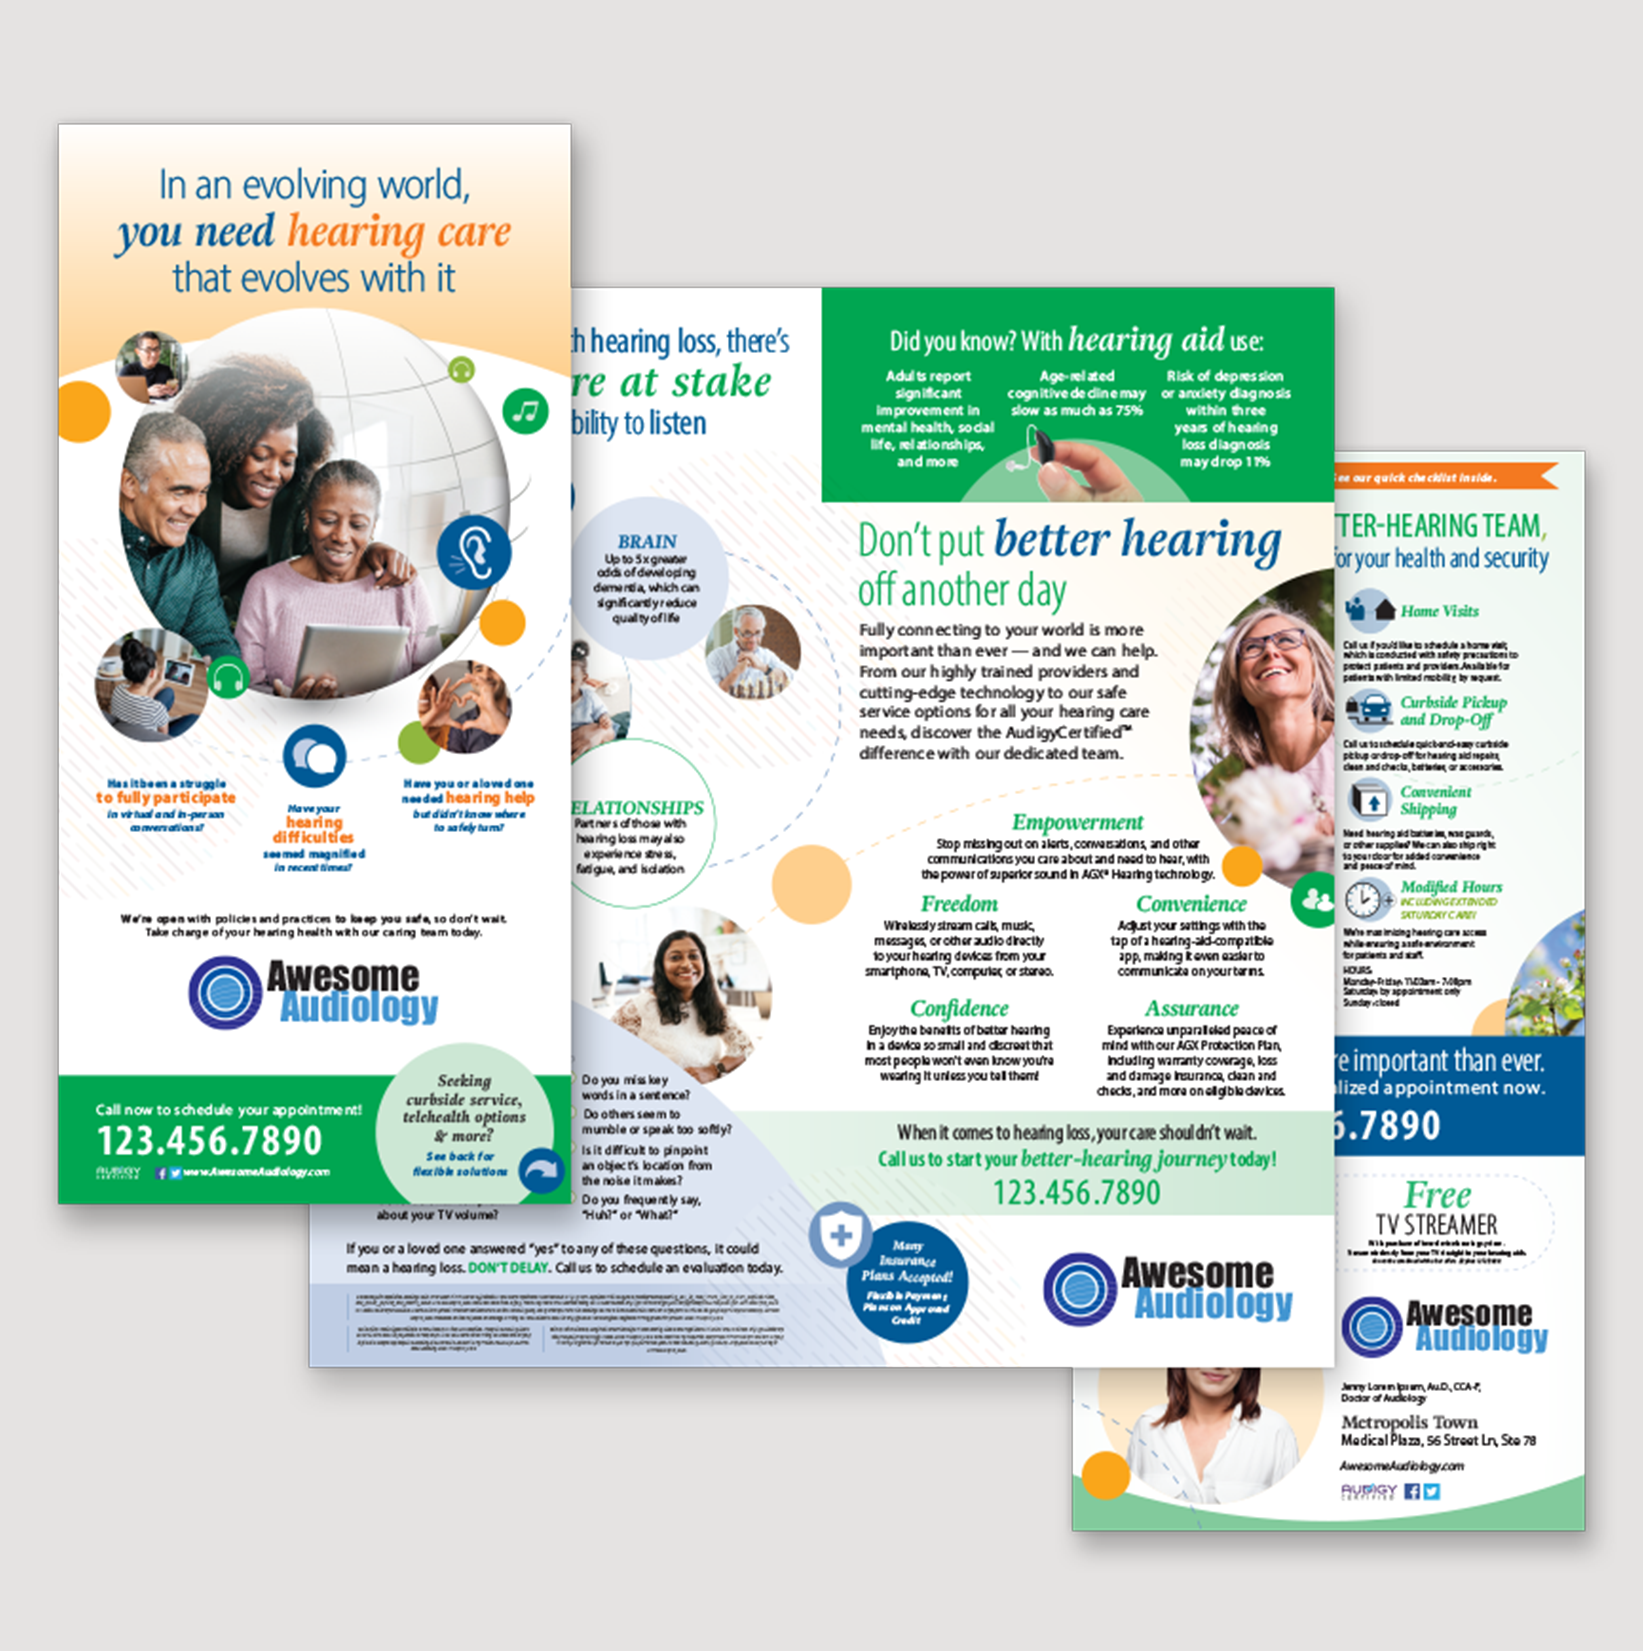 In an evolving world,
you need hearing care
that evolves with it
Has it been a struggle
to fully participate
in virtual and in-person
conversations?
Have your
hearing
difficulties
seemed magnified
in recent times?
Have you or a loved one
needed hearing help
but didn't know where
to safely turn?
We're open with policies and practices to keep you safe, so don't wait.
Take charge of your hearing health with our caring team today.
Awesome
Audiology
Call now to schedule your appointment!
123.456.7890
AUDIGY
CERTIFIED
www.AwesomeAudiology.com
Seeking
curbside service,
telehealth options
& more?
See back for
flexible solutions
th hearing loss, there's
re at stake
bility to listen
BRAIN
Up to 5x greater
odds of developing
dementia, which can
significantly reduce
quality of life
ELATIONSHIPS
Partners of those with
hearing loss may also
experience stress,
fatigue, and isolation
Do you miss key
words in a sentence?
Do others seem to
mumble or speak too softly?
Is it difficult to pinpoint
an object's location from
the noise it makes?
Do you frequently say,
"Huh?" or "What?"
about your TV volume?
If you or a loved one answered "yes" to any of these questions, it could
mean a hearing loss. DON'T DELAY. Call us to schedule an evaluation today.
Did you know? With hearing aid use:
Adults report
significant
improvement in
mental health, social
life, relationships,
and more
Age-related
cognitive decline may
slow as much as 75%
Risk of depression
or anxiety diagnosis
within three
years of hearing
loss diagnosis
may drop 11%
Don't put better hearing
off another day
Fully connecting to your world is more
important than ever — and we can help.
From our highly trained providers and
cutting-edge technology to our safe
service options for all your hearing care
needs, discover the AudigyCertified™
difference with our dedicated team.
Empowerment
Stop missing out on alerts, conversations, and other
communications you care about and need to hear, with
the power of superior sound in AGX® Hearing technology.
Freedom
Wirelessly stream calls, music,
messages, or other audio directly
to your hearing devices from your
smartphone, TV, computer, or stereo.
Convenience
Adjust your settings with the
tap of a hearing-aid-compatible
app, making it even easier to
communicate on your terms.
Confidence
Enjoy the benefits of better hearing
in a device so small and discreet that
most people won't even know you're
wearing it unless you tell them!
Assurance
Experience unparalleled peace of
mind with our AGX Protection Plan,
including warranty coverage, loss
and damage insurance, clean and
checks, and more on eligible devices.
When it comes to hearing loss, your care shouldn't wait.
Call us to start your better-hearing journey today!
123.456.7890
Many
Insurance
Plans Accepted!
Flexible Payment
Plans on Approved
Credit
Awesome
Audiology
See our quick checklist inside.
TER-HEARING TEAM,
for your health and security
Home Visits
Call us if you'd like to schedule a home visit,
which is conducted with safety precautions to
protect patients and providers. Available for
patients with limited mobility by request.
Curbside Pickup
and Drop-Off
Call us to schedule quick-and-easy curbside
pickup or drop-off for hearing aid repairs,
clean and checks, batteries, or accessories.
Convenient
Shipping
Need hearing aid batteries, wax guards,
or other supplies? We can also ship right
to your door for added convenience
and peace of mind.
Modified Hours
INCLUDING EXTENDED
SATURDAY CARE!
We're maximizing hearing care access
while ensuring a safe environment
for patients and staff.
HOURS:
Monday-Friday: 11:00am - 7:00pm
Saturday: by appointment only
Sunday: closed
re important than ever.
lized appointment now.
6.7890
Free
TV STREAMER
Awesome
Audiology
Jenny Lorem Ipsum, Au.D., CCA-P,
Doctor of Audiology
Metropolis Town
Medical Plaza, 56 Street Ln, Ste 78
AwesomeAudiology.com
AUDIGY
CERTIFIED